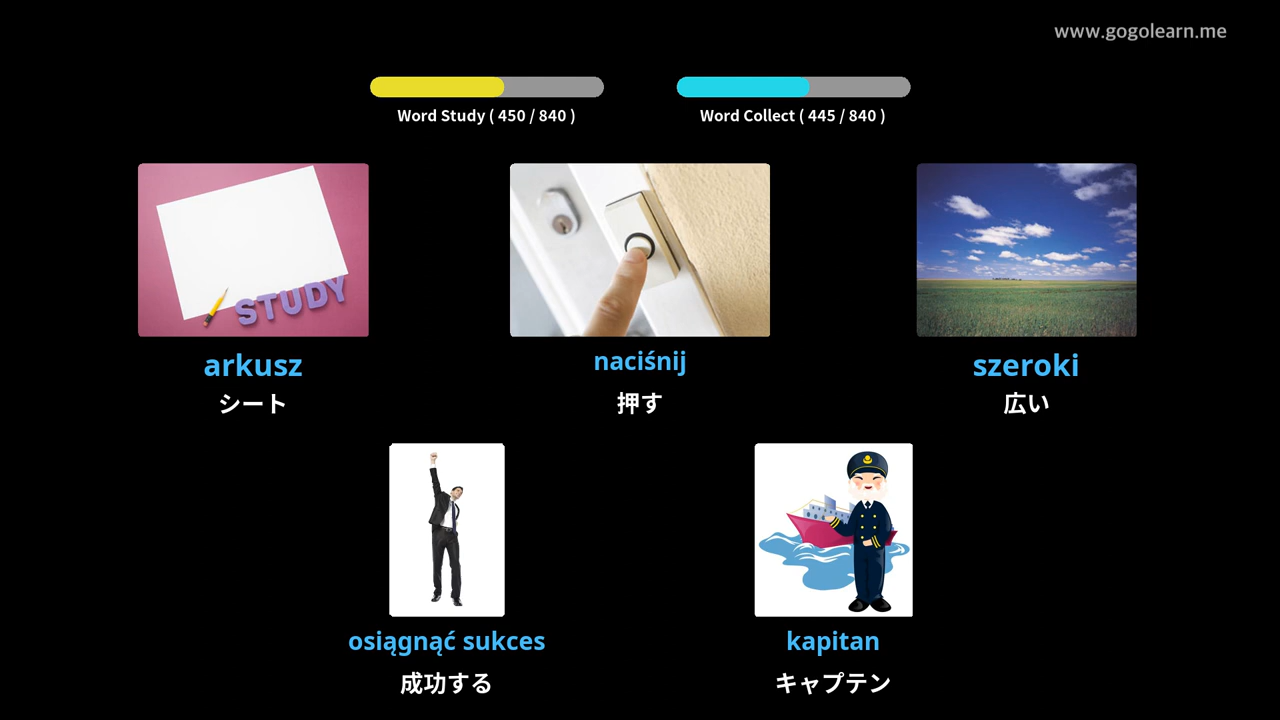 www.gogolearn.me
Word Study ( 450 / 840 )
Word Collect ( 445 / 840 )
STUDY
arkusz
シート
naciśnij
押す
szeroki
広い
osiągnąć sukces
成功する
kapitan
キャプテン